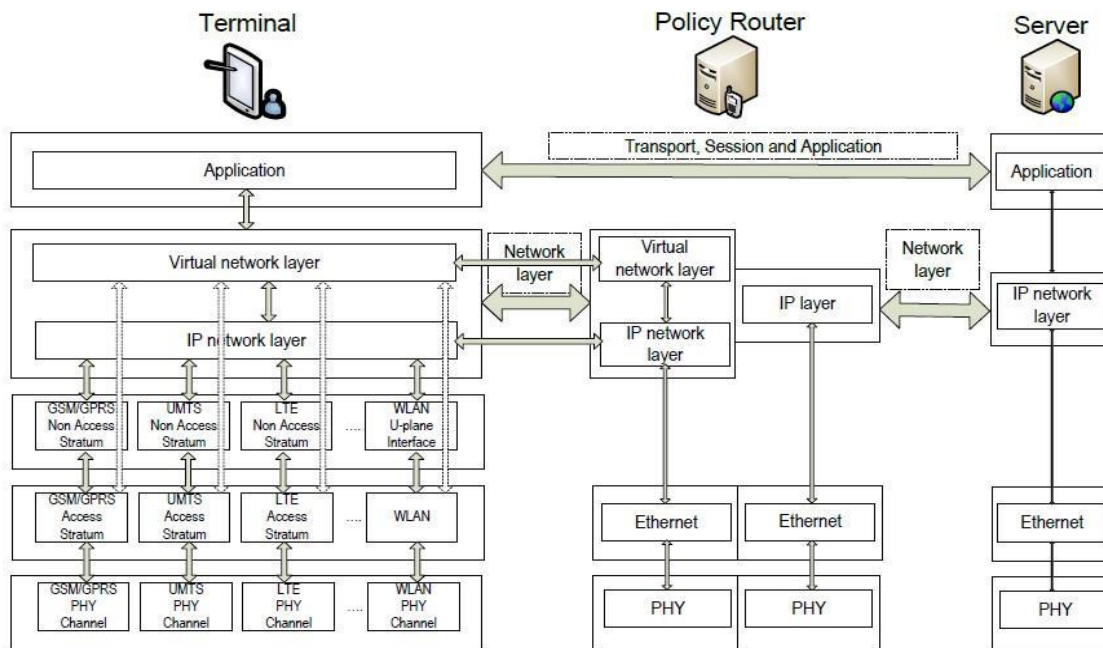 Terminal
Policy Router
Server
Transport, Session and Application
Application
Application
Virtual network layer
Network
layer
Virtual
network layer
Network
layer
IP layer
IP network
layer
IP network layer
IP network
layer
GSM/GPRS
Non Access
Stratum
UMTS
Non Access
Stratum
LTE
Non Access
Stratum
....
WLAN
U-plane
Interface
GSM/GPRS
Access
Stratum
UMTS
Access
Stratum
LTE
Access
Stratum
....
WLAN
Ethernet
Ethernet
Ethernet
GSM/GPRS
PHY
Channel
UMTS
PHY
Channel
LTE
PHY
Channel
....
WLAN
PHY
Channel
PHY
PHY
PHY